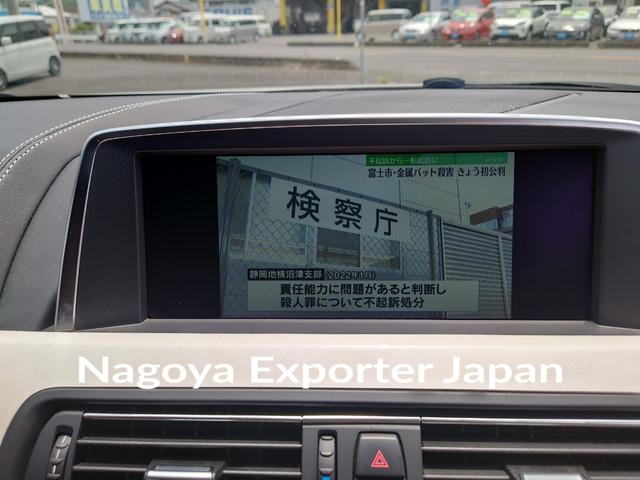 不起訴から一転起訴に
富士市・金属バット殺害 きょう初公判
検察庁
静岡地検沼津支部 (2022年1月)
責任能力に問題があると判断し
殺人罪について不起訴処分
Nagoya Exporter Japan